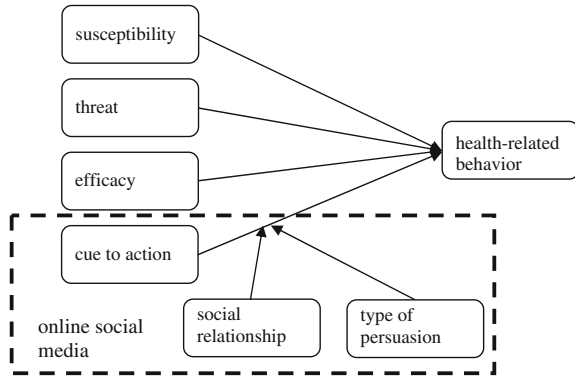 susceptibility
threat
efficacy
cue to action
health-related
behavior
social
relationship
type of
persuasion
online social
media